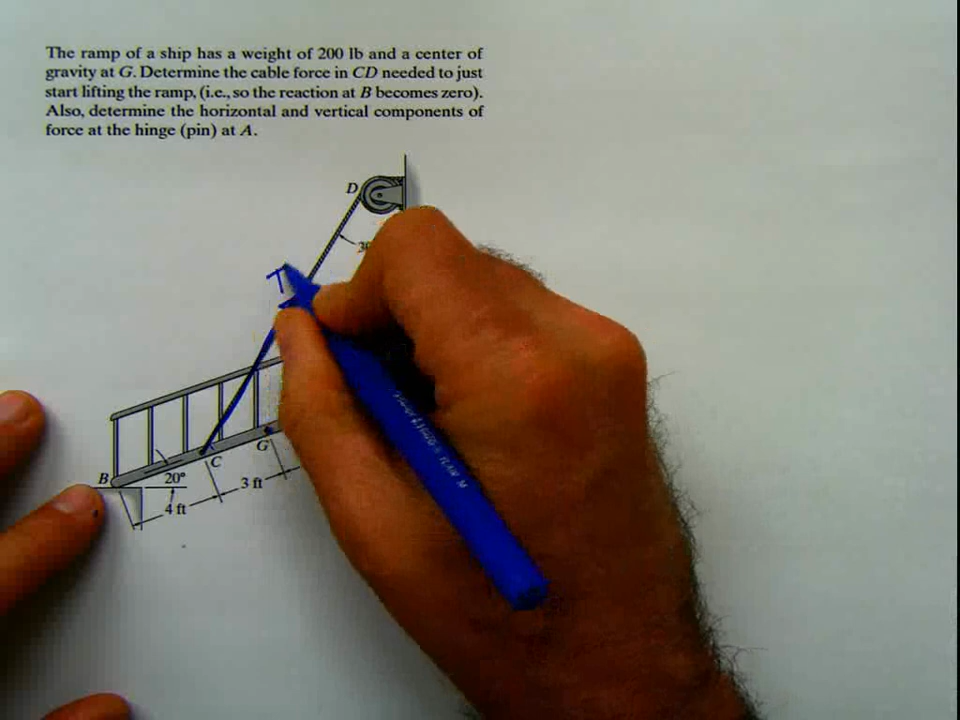 The ramp of a ship has a weight of 200 lb and a center of
gravity at G. Determine the cable force in CD needed to just
start lifting the ramp, (i.e., so the reaction at B becomes zero).
Also, determine the horizontal and vertical components of
force at the hinge (pin) at A.
D
T
B
20°
C
G
3 ft
4 ft